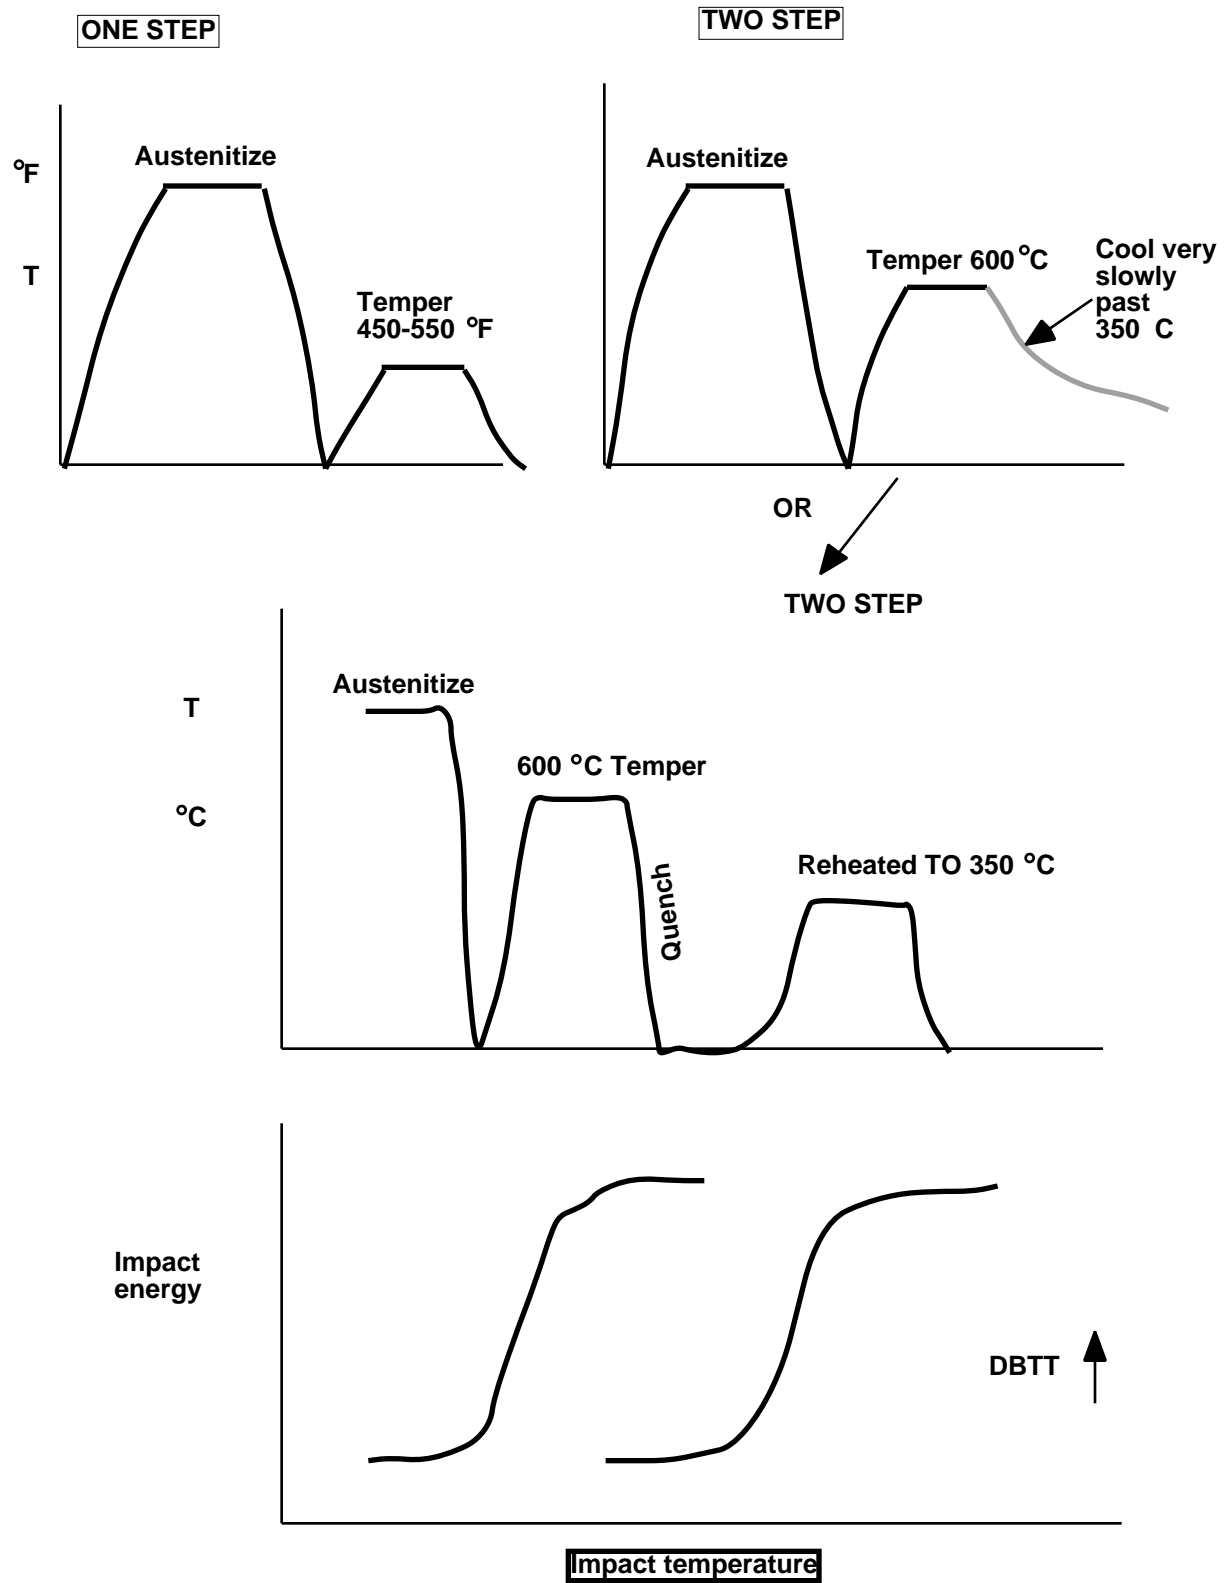 ONE STEP
TWO STEP
°F
T
Austenitize
Temper
450-550 °F
Austenitize
Temper 600 °C
Cool very
slowly
past
350 C
OR
TWO STEP
T
°C
Austenitize
600 °C Temper
Quench
Reheated TO 350 °C
Impact
energy
DBTT
Impact temperature